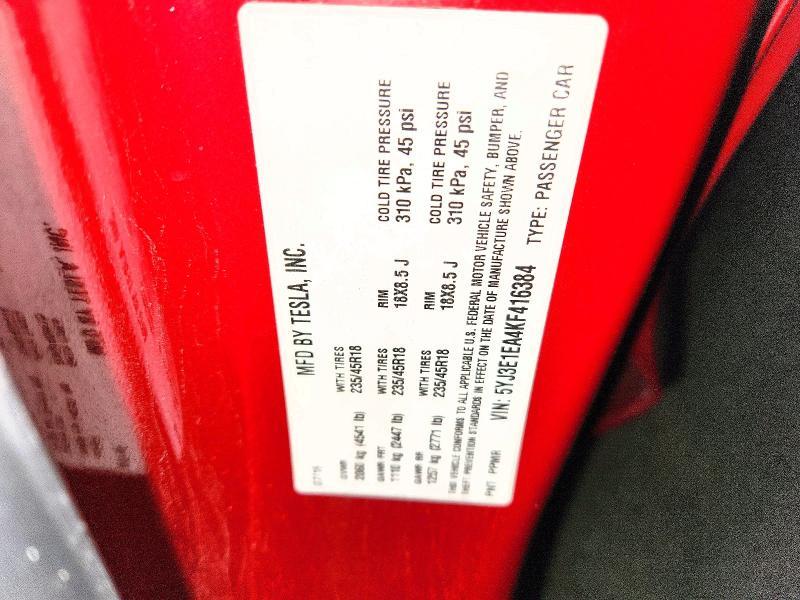 MFD BY TESLA, INC.
GVWR WITH TIRES
2060 kg (4541 lb) 235/45R18
GAWR FRT WITH TIRES RIM COLD TIRE PRESSURE
1110 kg (2447 lb) 235/45R18 18X8.5 J 310 kPa, 45 psi
GAWR RR WITH TIRES RIM COLD TIRE PRESSURE
1257 kg (2771 lb) 235/45R18 18X8.5 J 310 kPa, 45 psi
THIS VEHICLE CONFORMS TO ALL APPLICABLE U.S. FEDERAL MOTOR VEHICLE SAFETY, BUMPER, AND
THEFT PREVENTION STANDARDS IN EFFECT ON THE DATE OF MANUFACTURE SHOWN ABOVE.
VIN: 5YJ3E1EA4KF416384 TYPE: PASSENGER CAR
PNT PPMR